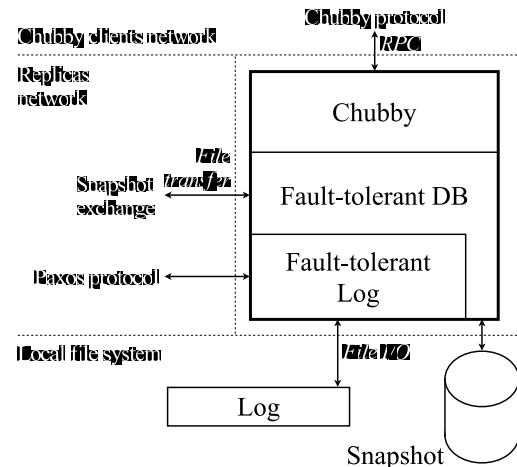 Chubby protocol
Chubby clients network
RPC
Replicas
network
Chubby
File
transfer
Snapshot
exchange
Fault-tolerant DB
Paxos protocol
Fault-tolerant
Log
Local file system
File I/O
Log
Snapshot